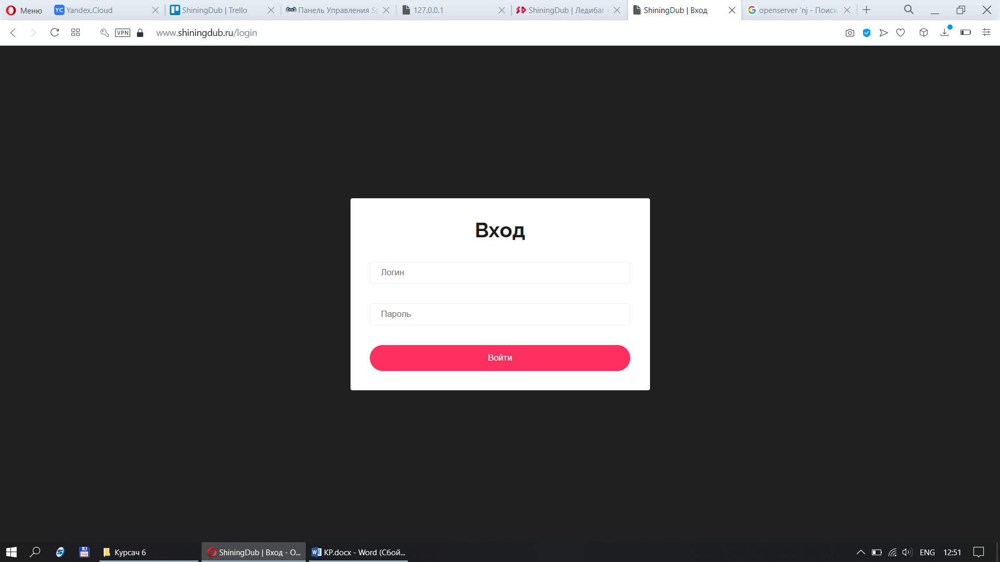 Меню
YC Yandex.Cloud
ShiningDub | Trello
Панель Управления Sp
127.0.0.1
ShiningDub | Ледибаг
ShiningDub | Вход
openserver 'nj - Поиск
VPN
www.shiningdub.ru/login
Вход
Логин
Пароль
Войти
Курсач 6
ShiningDub | Вход - O...
KP.docx - Word (Сбой...
ENG
12:51